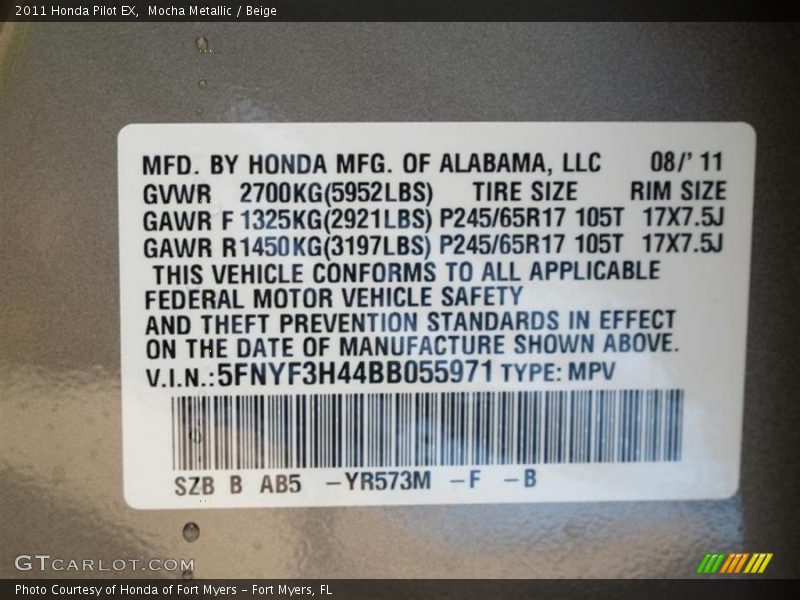 2011 Honda Pilot EX, Mocha Metallic / Beige
MFD. BY HONDA MFG. OF ALABAMA, LLC 08/' 11
GVWR 2700KG(5952LBS) TIRE SIZE RIM SIZE
GAWR F 1325KG(2921LBS) P245/65R17 105T 17X7.5J
GAWR R1450KG(3197LBS) P245/65R17 105T 17X7.5J
THIS VEHICLE CONFORMS TO ALL APPLICABLE
FEDERAL MOTOR VEHICLE SAFETY
AND THEFT PREVENTION STANDARDS IN EFFECT
ON THE DATE OF MANUFACTURE SHOWN ABOVE.
V.I.N.:5FNYF3H44BB055971 TYPE: MPV
SZB B AB5 -YR573M -F -B
GTCARLOT.COM
Photo Courtesy of Honda of Fort Myers - Fort Myers, FL